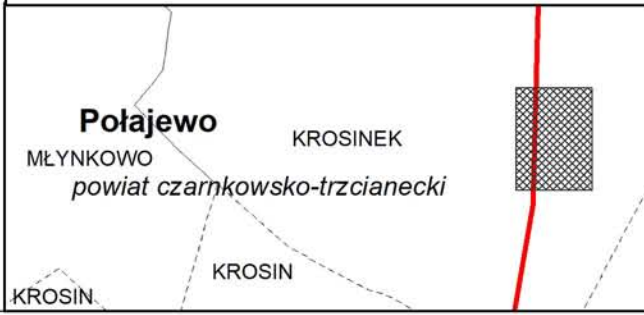 Połajewo
KROSINEK
MŁYNKOWO
powiat czarnkowsko-trzcianecki
KROSIN
KROSIN